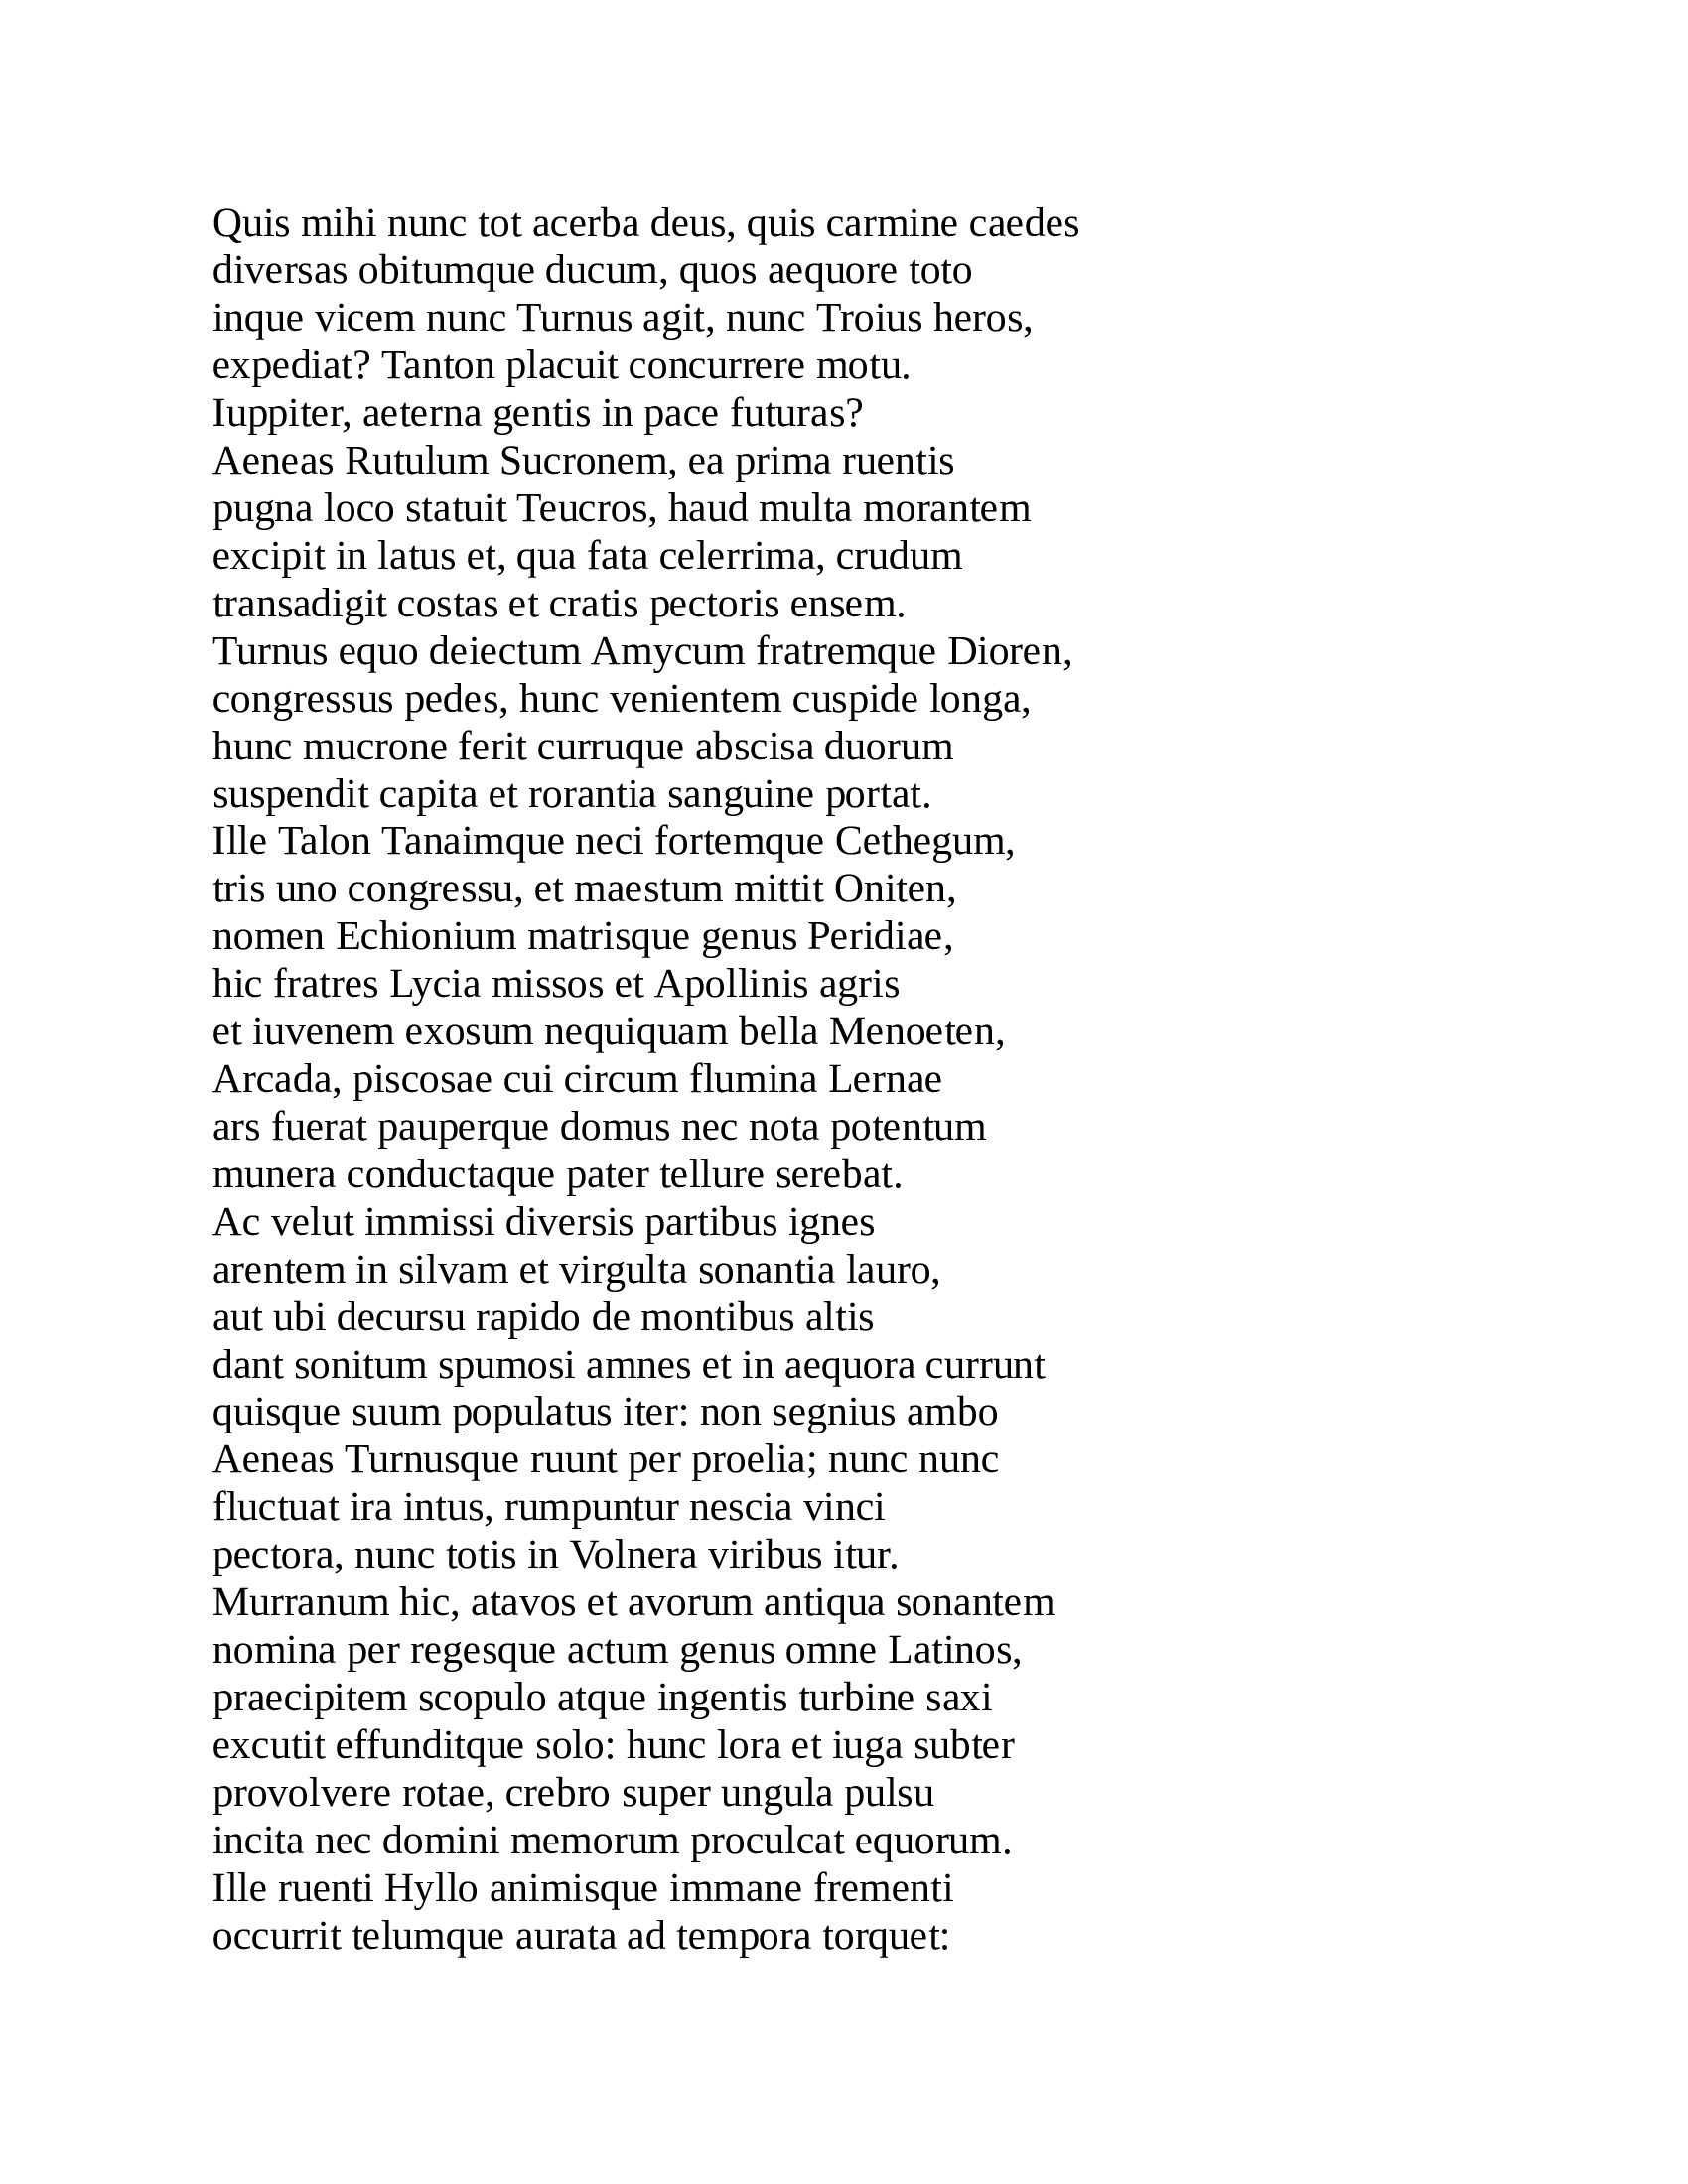 Quis mihi nunc tot acerba deus, quis carmine caedes
diversas obitumque ducum, quos aequore toto
inque vicem nunc Turnus agit, nunc Troius heros,
expediat? Tanton placuit concurrere motu.
Iuppiter, aeterna gentis in pace futuras?
Aeneas Rutulum Sucronem, ea prima ruentis
pugna loco statuit Teucros, haud multa morantem
excipit in latus et, qua fata celerrima, crudum
transadigit costas et cratis pectoris ensem.
Turnus equo deiectum Amycum fratremque Dioren,
congressus pedes, hunc venientem cuspide longa,
hunc mucrone ferit curruque abscisa duorum
suspendit capita et rorantia sanguine portat.
Ille Talon Tanaimque neci fortemque Cethegum,
tris uno congressu, et maestum mittit Oniten,
nomen Echionium matrisque genus Peridiae,
hic fratres Lycia missos et Apollinis agris
et iuvenem exosum nequiquam bella Menoeten,
Arcada, piscosae cui circum flumina Lernae
ars fuerat pauperque domus nec nota potentum
munera conductaque pater tellure serebat.
Ac velut immissi diversis partibus ignes
arentem in silvam et virgulta sonantia lauro,
aut ubi decursu rapido de montibus altis
dant sonitum spumosi amnes et in aequora currunt
quisque suum populatus iter: non segnius ambo
Aeneas Turnusque ruunt per proelia; nunc nunc
fluctuat ira intus, rumpuntur nescia vinci
pectora, nunc totis in Volnera viribus itur.
Murranum hic, atavos et avorum antiqua sonantem
nomina per regesque actum genus omne Latinos,
praecipitem scopulo atque ingentis turbine saxi
excutit effunditque solo: hunc lora et iuga subter
provolvere rotae, crebro super ungula pulsu
incita nec domini memorum proculcat equorum.
Ille ruenti Hyllo animisque immane frementi
occurrit telumque aurata ad tempora torquet: